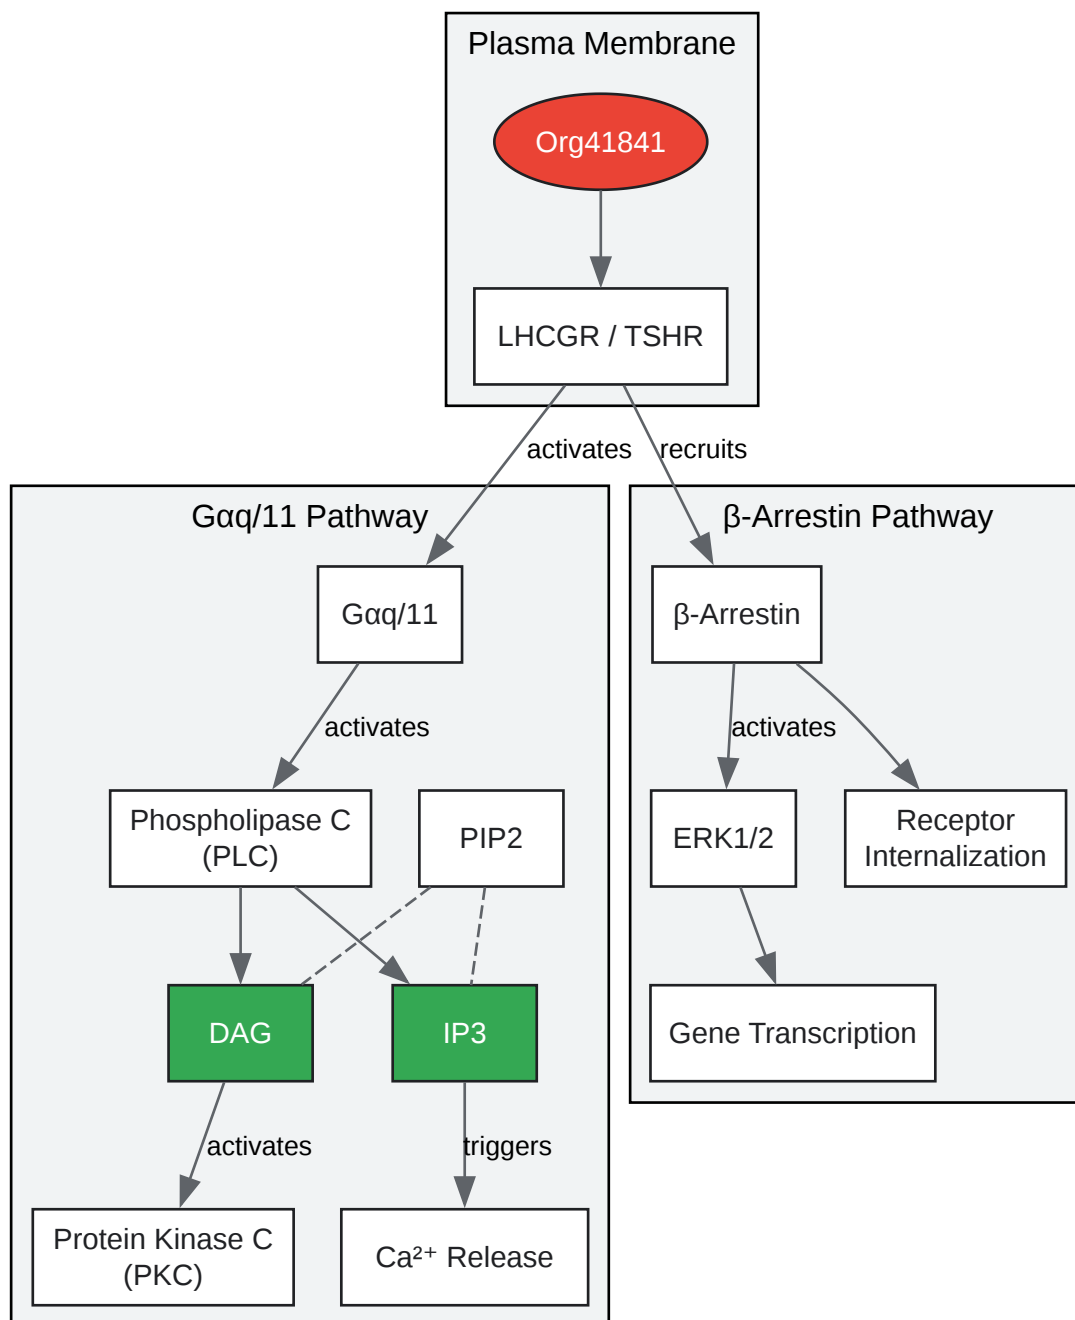 Plasma Membrane
Org41841
LHCGR / TSHR
activates
recruits
Gαq/11 Pathway
Gαq/11
activates
Phospholipase C
(PLC)
PIP2
DAG
IP3
activates
triggers
Protein Kinase C
(PKC)
Ca²⁺ Release
β-Arrestin Pathway
β-Arrestin
activates
ERK1/2
Receptor
Internalization
Gene Transcription